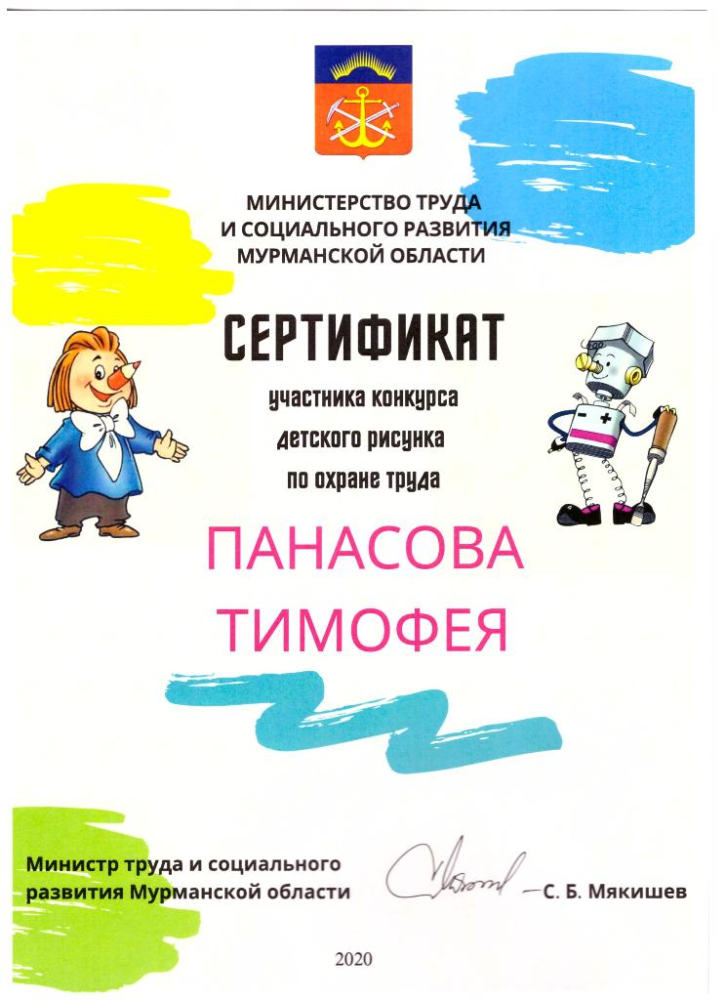 МИНИСТЕРСТВО ТРУДА
И СОЦИАЛЬНОГО РАЗВИТИЯ
МУРМАНСКОЙ ОБЛАСТИ
СЕРТИФИКАТ
участника конкурса
детского рисунка
по охране труда
ПАНАСОВА
ТИМОФЕЯ
Министр труда и социального
развития Мурманской области
С. Б. Мякишев
2020